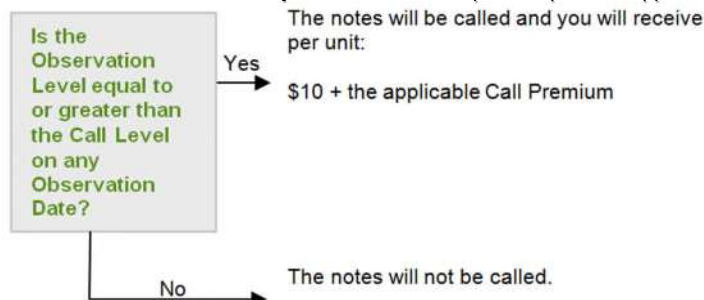 Is the
Observation
Level equal to
or greater than
the Call Level
on any
Observation
Date?
Yes
The notes will be called and you will receive
per unit:
$10 + the applicable Call Premium
No
The notes will not be called.